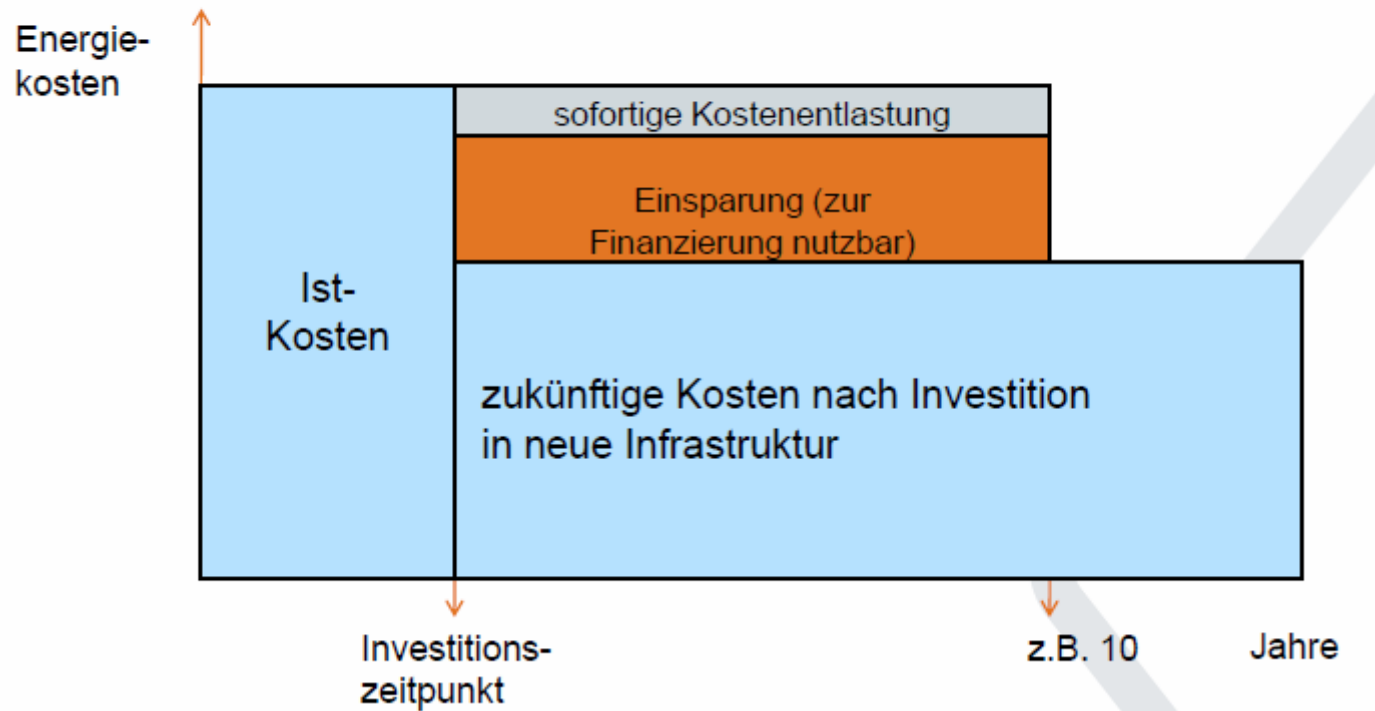 Energie-
kosten
sofortige Kostenentlastung
Einsparung (zur
Finanzierung nutzbar)
Ist-
Kosten
zukünftige Kosten nach Investition
in neue Infrastruktur
Investitions-
zeitpunkt
z.B. 10
Jahre